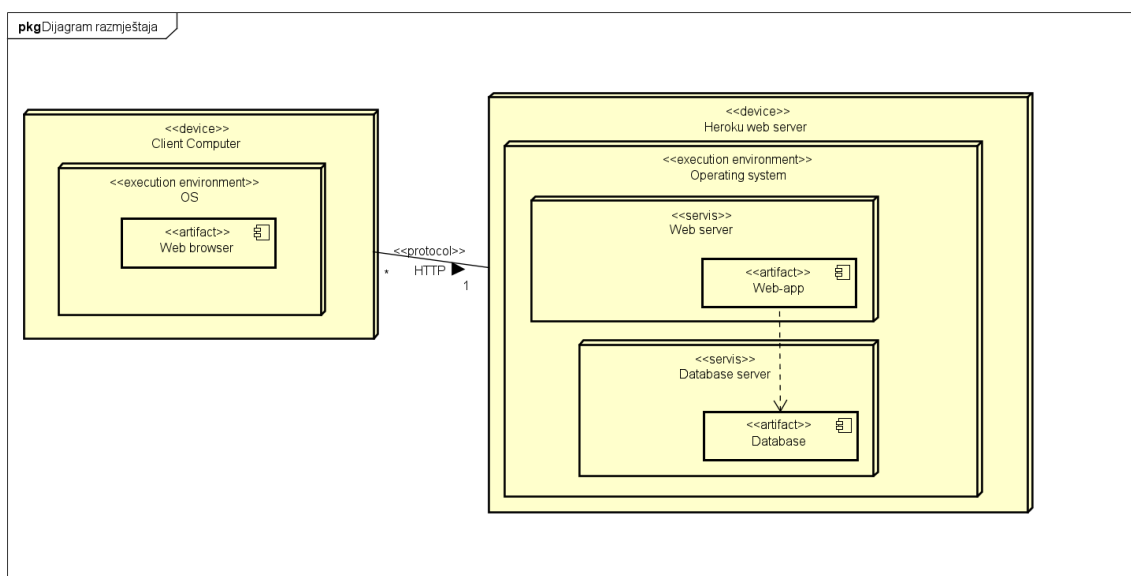 pkgDijagram razmještaja
<<device>>
Client Computer
<<execution environment>>
OS
<<artifact>>
Web browser
<<protocol>>
* HTTP
1
<<device>>
Heroku web server
<<execution environment>>
Operating system
<<servis>>
Web server
<<artifact>>
Web-app
<<servis>>
Database server
<<artifact>>
Database